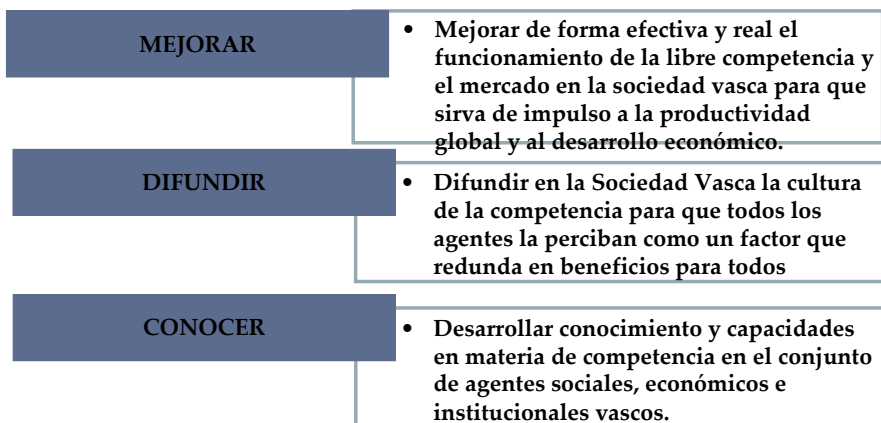 MEJORAR
• Mejorar de forma efectiva y real el
funcionamiento de la libre competencia y
el mercado en la sociedad vasca para que
sirva de impulso a la productividad
global y al desarrollo económico.
DIFUNDIR
• Difundir en la Sociedad Vasca la cultura
de la competencia para que todos los
agentes la perciban como un factor que
redunda en beneficios para todos
CONOCER
• Desarrollar conocimiento y capacidades
en materia de competencia en el conjunto
de agentes sociales, económicos e
institucionales vascos.